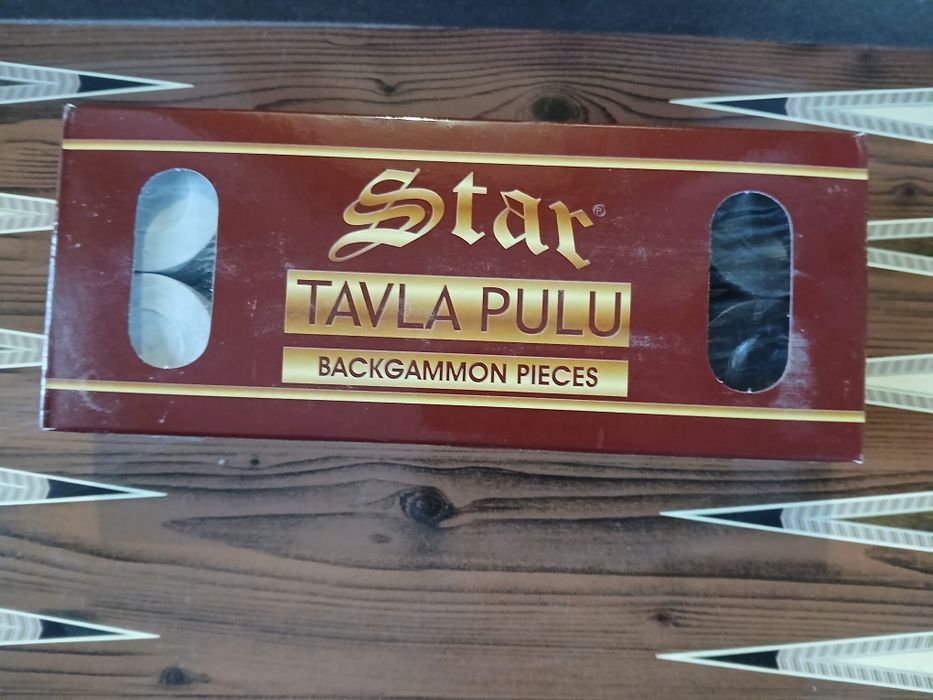 Star®
TAVLA PULU
BACKGAMMON PIECES